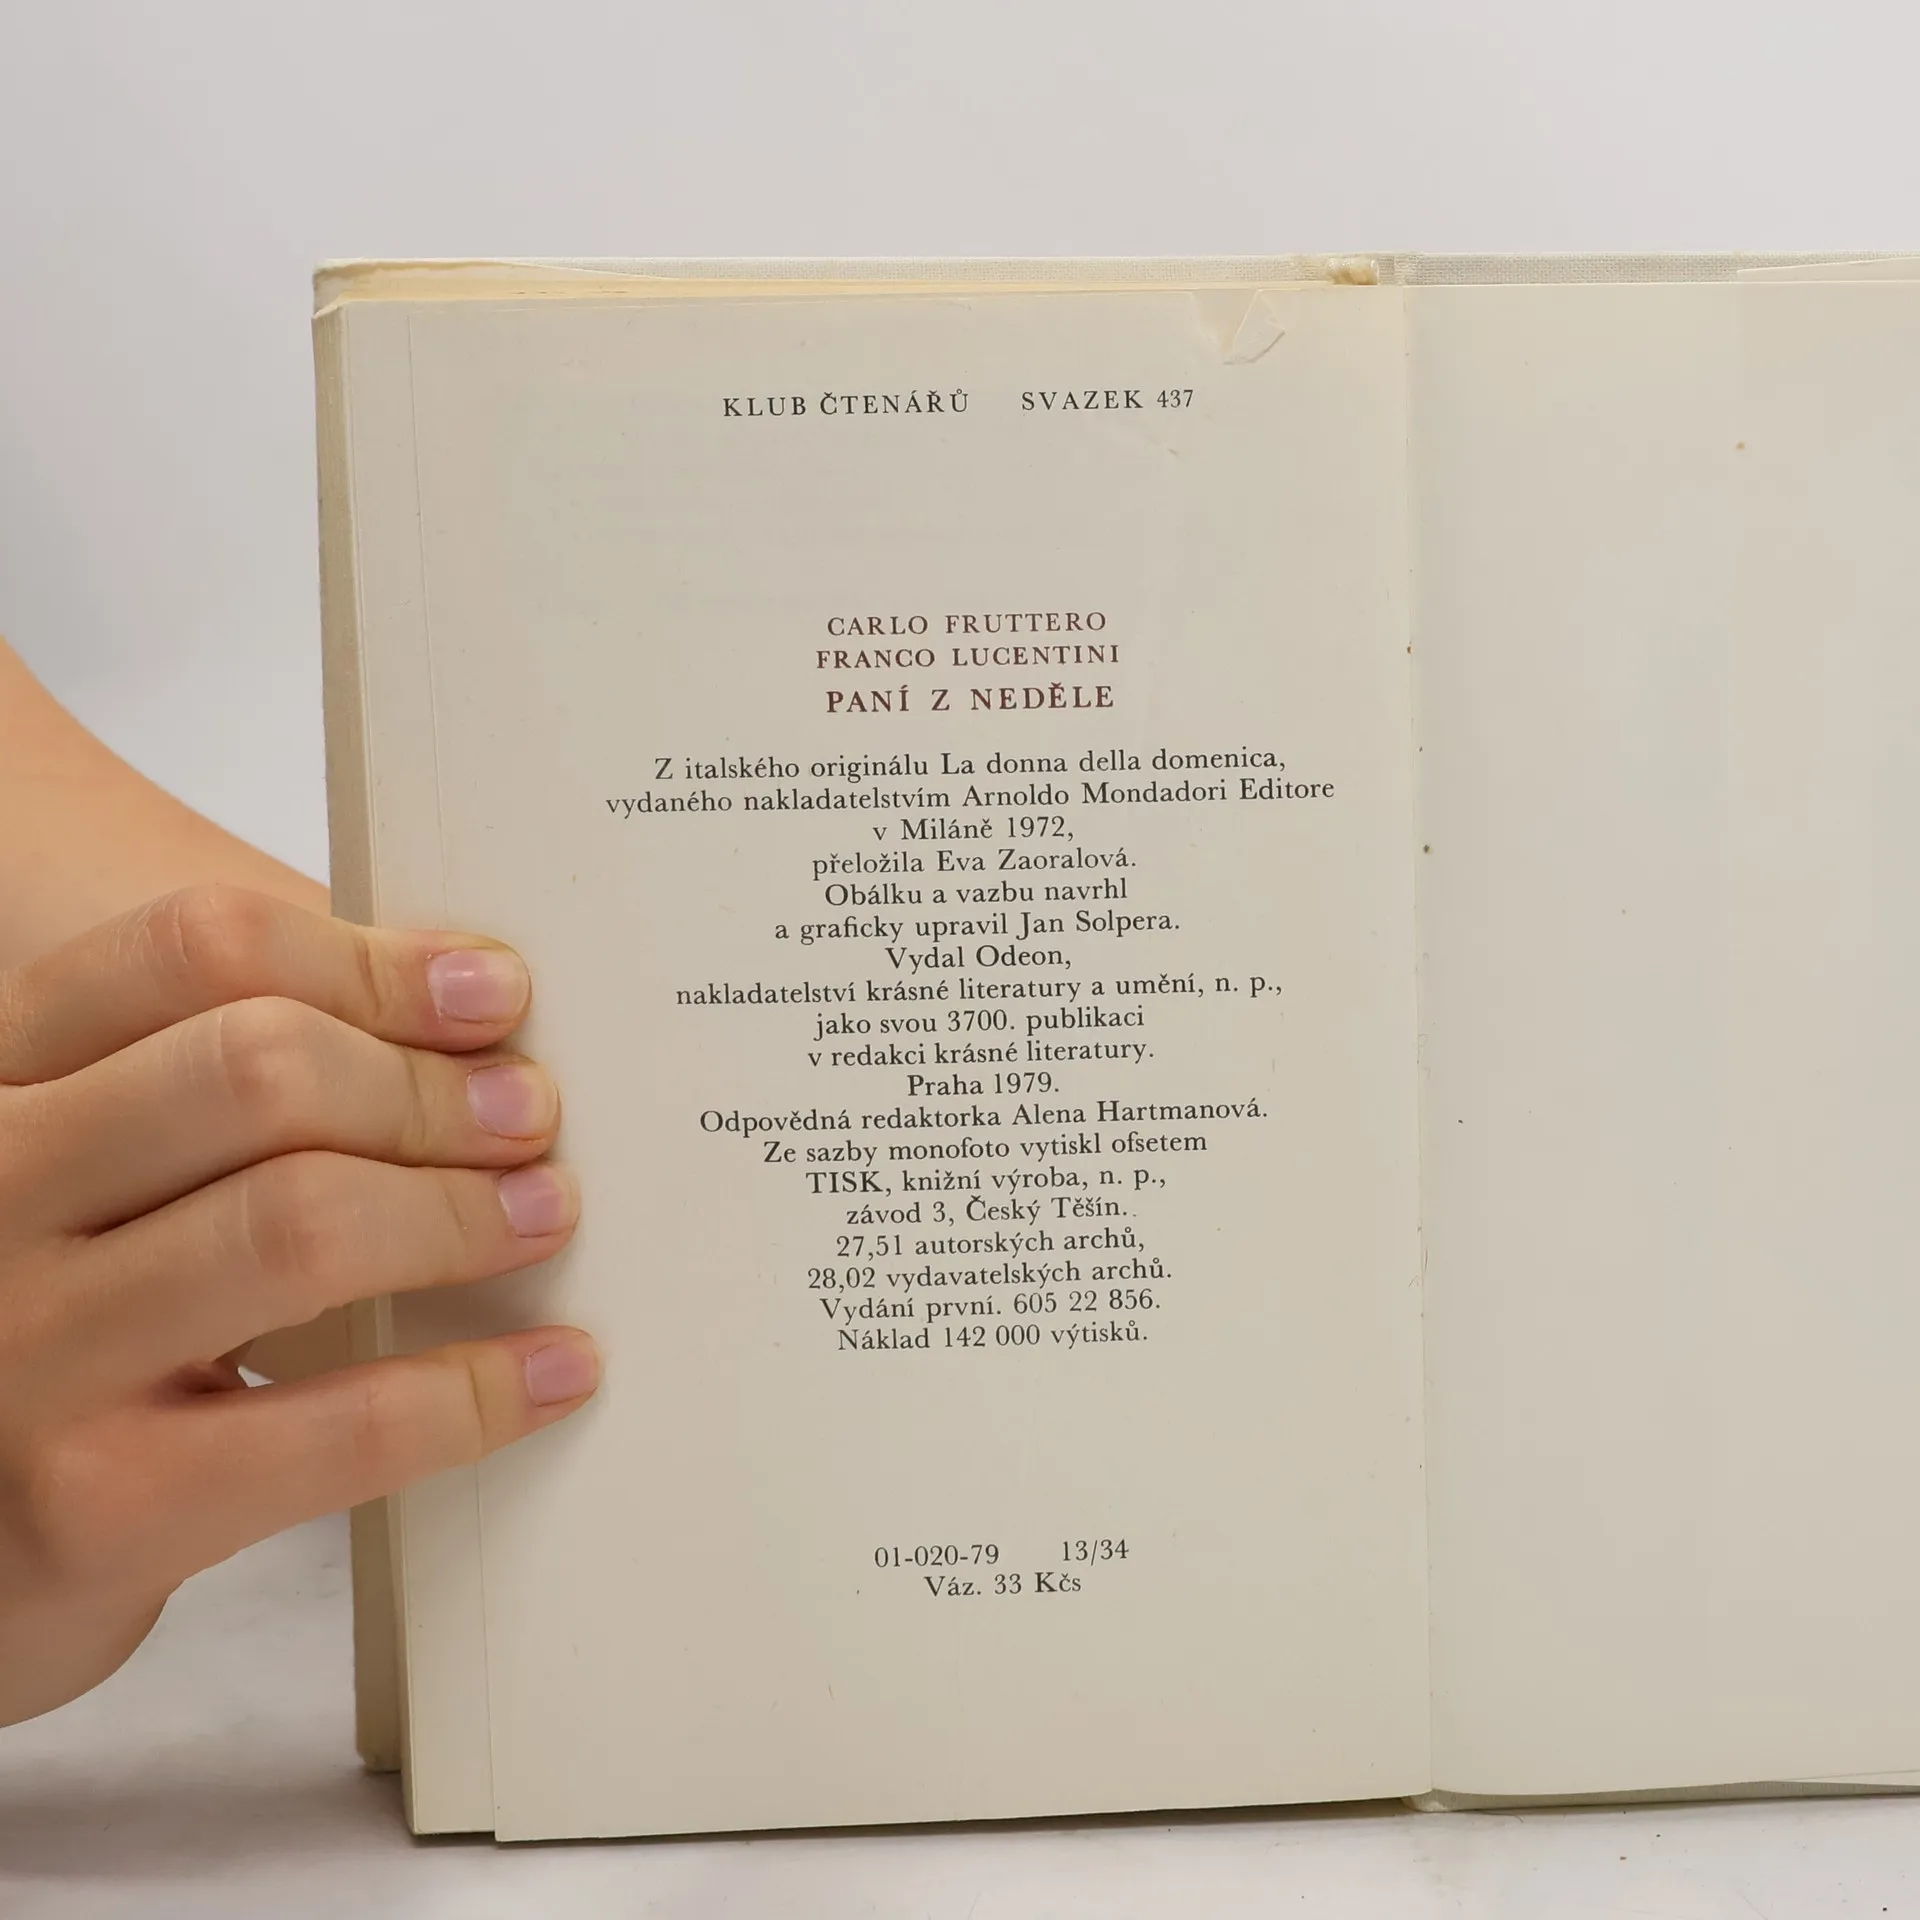 KLUB ČTENÁŘŮ SVAZEK 437
CARLO FRUTTERO
FRANCO LUCENTINI
PANÍ Z NEDĚLE
Z italského originálu La donna della domenica,
vydaného nakladatelstvím Arnoldo Mondadori Editore
v Miláně 1972,
přeložila Eva Zaoralová.
Obálku a vazbu navrhl
a graficky upravil Jan Solpera.
Vydal Odeon,
nakladatelství krásné literatury a umění, n. p.,
jako svou 3700. publikaci
v redakci krásné literatury.
Praha 1979.
Odpovědná redaktorka Alena Hartmanová.
Ze sazby monofoto vytiskl ofsetem
TISK, knižní výroba, n. p.,
závod 3, Český Těšín.
27,51 autorských archů,
28,02 vydavatelských archů.
Vydání první. 605 22 856.
Náklad 142 000 výtisků.
01-020-79 13/34
Váz. 33 Kčs